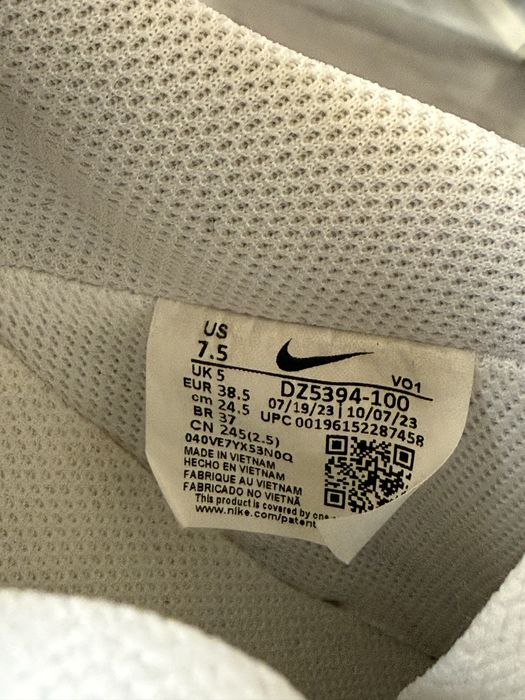 US
7.5
VO1
UK 5
DZ5394-100
EUR 38.5
07/19/23 | 10/07/23
cm 24.5
UPC 00196152287458
BR 37
CN 245(2.5)
040VE7YX53N0Q
MADE IN VIETNAM
HECHO EN VIETNAM
FABRIQUE AU VIETNAM
FABRICADO NO VIETNÃ
This product is covered by one
www.nike.com/patent